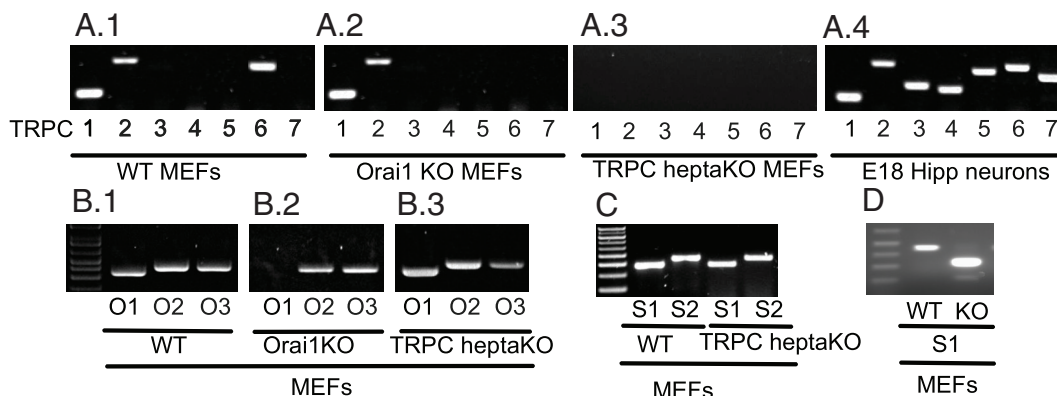 A.1 A.2 A.3 A.4
TRPC 1 2 3 4 5 6 7 1 2 3 4 5 6 7 1 2 3 4 5 6 7 1 2 3 4 5 6 7
WT MEFs Orai1 KO MEFs TRPC heptaKO MEFs E18 Hipp neurons
B.1 B.2 B.3 C D
O1 O2 O3 O1 O2 O3 O1 O2 O3 S1 S2 S1 S2 WT KO
WT Orai1KO TRPC heptaKO WT TRPC heptaKO S1
MEFs MEFs MEFs